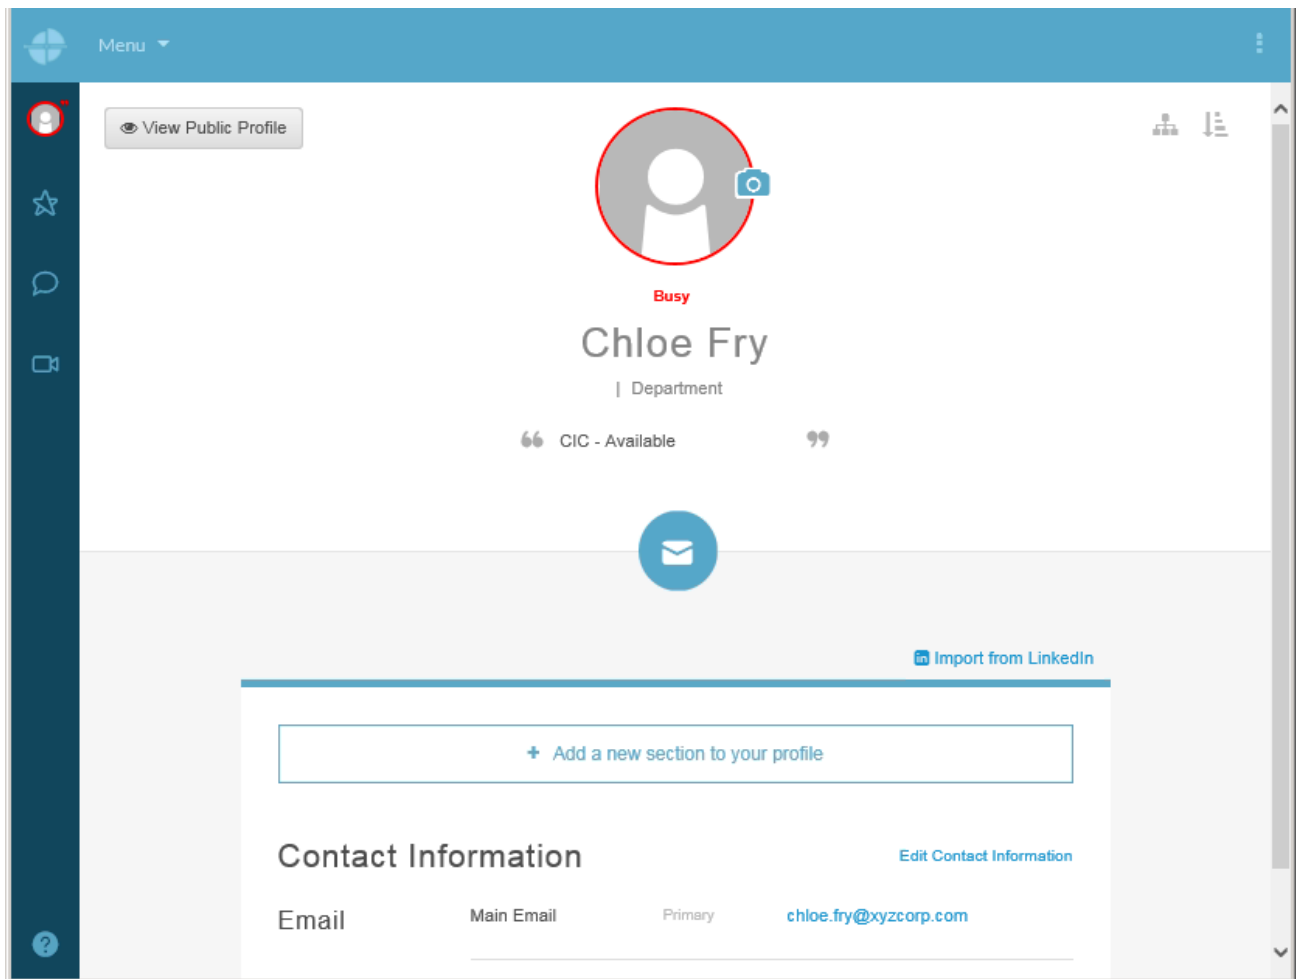 Menu
View Public Profile
Busy
Chloe Fry
| Department
CIC - Available
Import from LinkedIn
+ Add a new section to your profile
Contact Information
Edit Contact Information
Email
Main Email
Primary
chloe.fry@xyzcorp.com